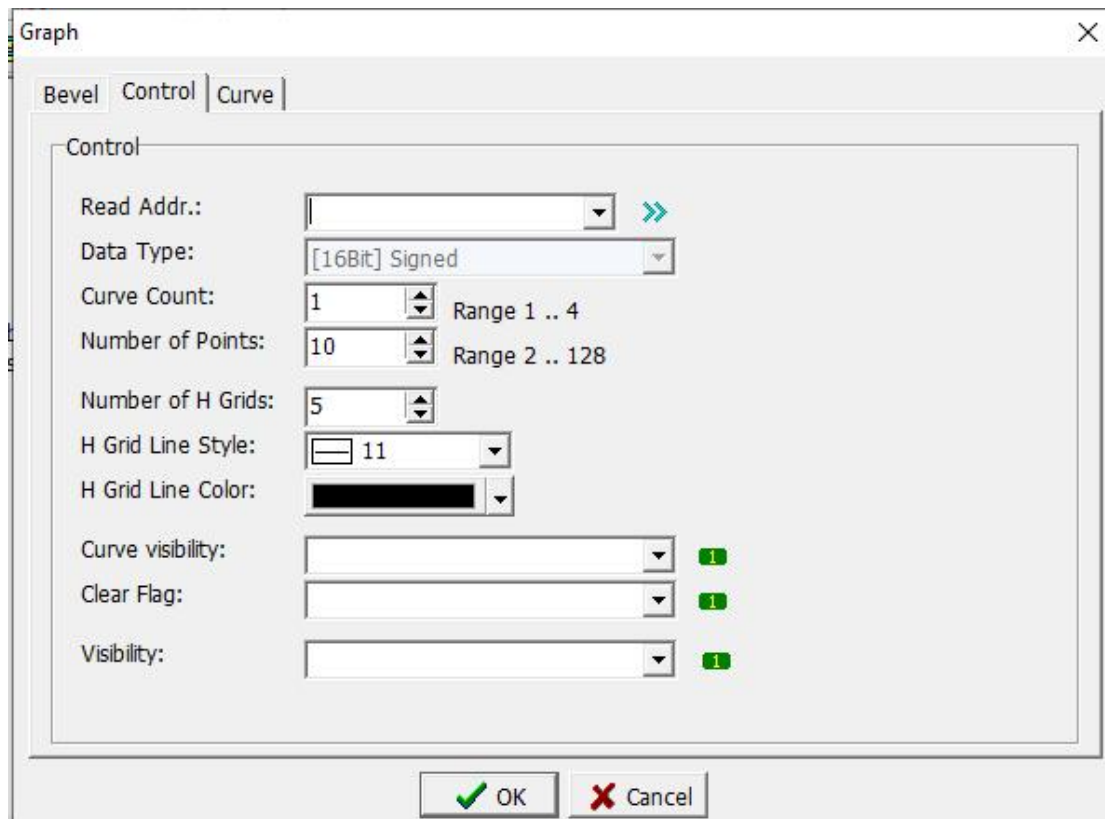 Graph
Bevel Control Curve
Control
Read Addr.:
Data Type: [16Bit] Signed
Curve Count: 1 Range 1 .. 4
Number of Points: 10 Range 2 .. 128
Number of H Grids: 5
H Grid Line Style: 11
H Grid Line Color:
Curve visibility: 1
Clear Flag: 1
Visibility: 1
OK Cancel